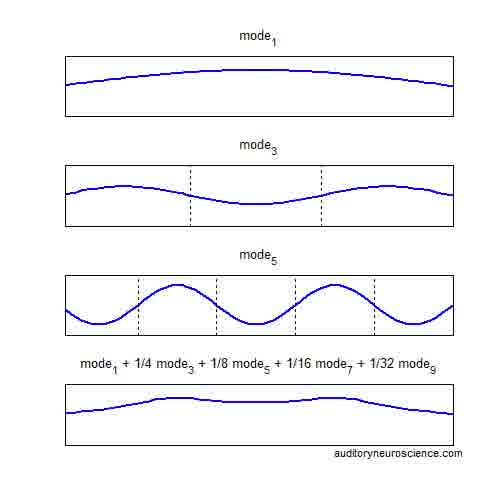 mode₁
mode₃
mode₅
mode₁ + 1/4 mode₃ + 1/8 mode₅ + 1/16 mode₇ + 1/32 mode₉
auditoryneuroscience.com